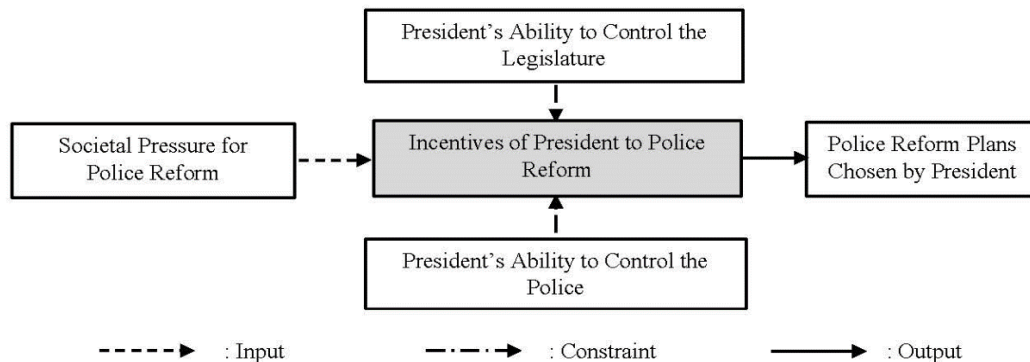 President’s Ability to Control the
Legislature
Societal Pressure for
Police Reform
Incentives of President to Police
Reform
Police Reform Plans
Chosen by President
President’s Ability to Control the
Police
: Input
: Constraint
: Output